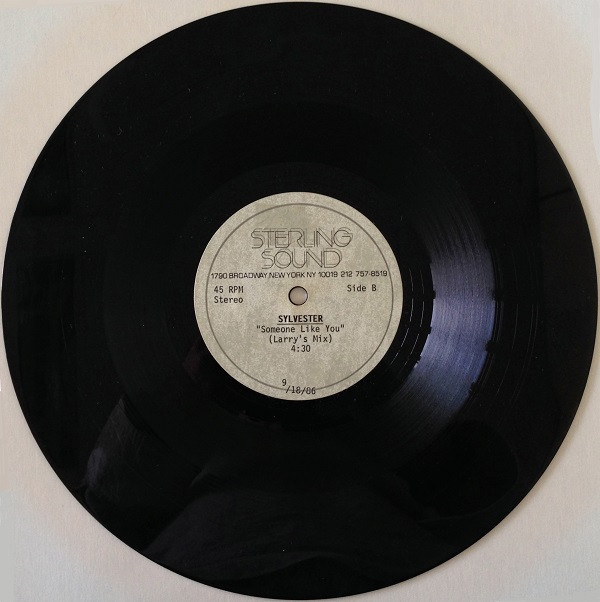 STERLING
SOUND
1790 BROADWAY, NEW YORK NY 10019 212 757-8519
45 RPM Side B
Stereo
SYLVESTER
"Someone Like You"
(Larry's Mix)
4:30
9/18/86